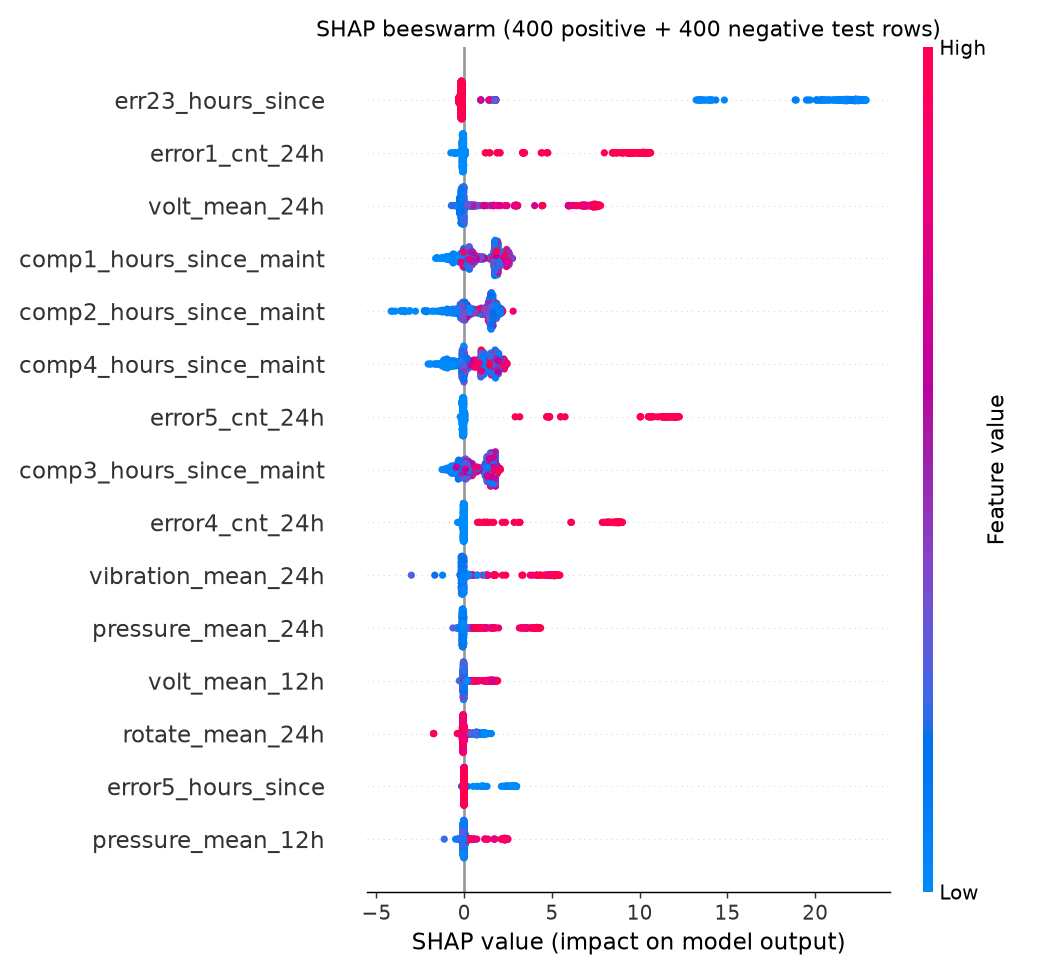 SHAP beeswarm (400 positive + 400 negative test rows)
High
err23_hours_since
error1_cnt_24h
volt_mean_24h
comp1_hours_since_maint
comp2_hours_since_maint
comp4_hours_since_maint
error5_cnt_24h
comp3_hours_since_maint
error4_cnt_24h
vibration_mean_24h
pressure_mean_24h
volt_mean_12h
rotate_mean_24h
error5_hours_since
pressure_mean_12h
Feature value
Low
−5 0 5 10 15 20
SHAP value (impact on model output)